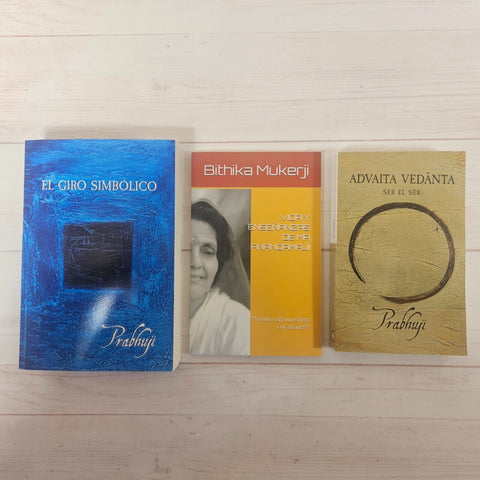 EL GIRO SIMBÓLICO
Prabhuji
Bithika Mukerji
VIDA Y
ENSEÑANZAS
DE MA
ANANDAMAYI
ADVAITA VEDÂNTA
SER EL SER
Prabhuji